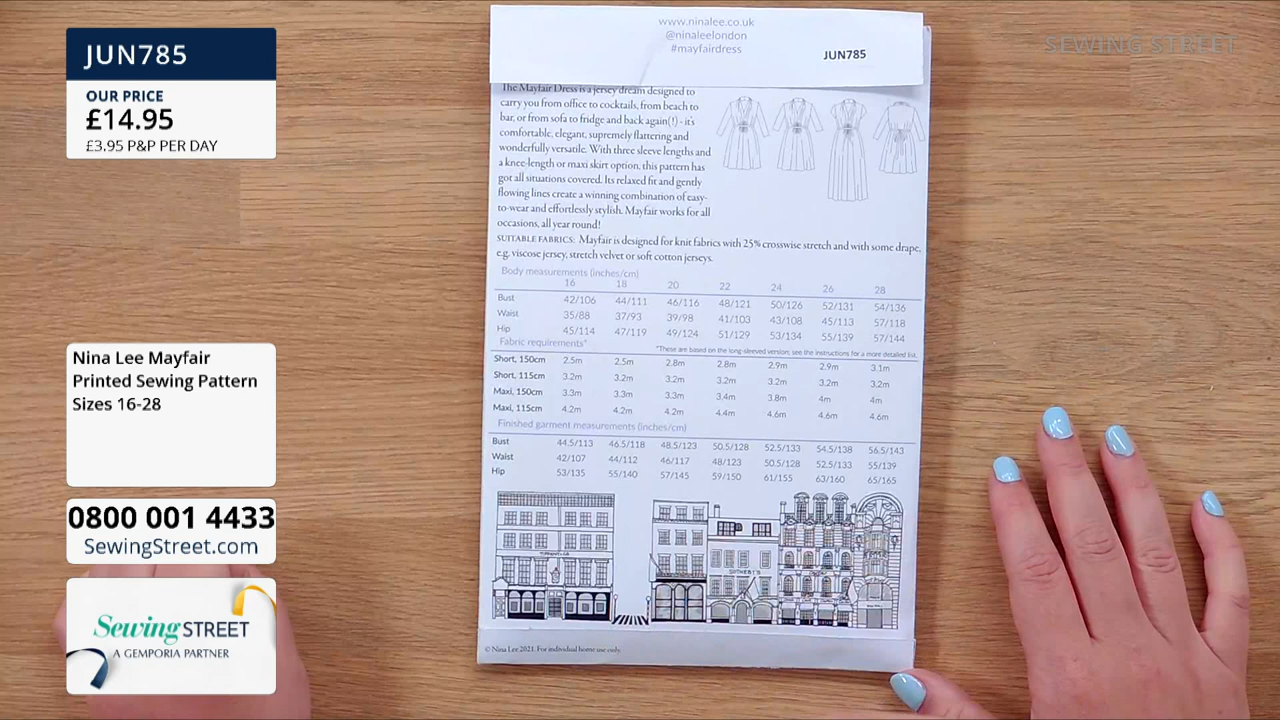 JUN785
OUR PRICE
£14.95
£3.95 P&P PER DAY
Nina Lee Mayfair
Printed Sewing Pattern
Sizes 16-28
0800 001 4433
SewingStreet.com
Sewing STREET
A GEMPORIA PARTNER
SEWING STREET
www.ninalee.co.uk
@ninaleelondon
#mayfairdress
JUN785
The Mayfair Dress is a jersey dream designed to
carry you from office to cocktails, from beach to
bar, or from sofa to fridge and back again(!) - it's
comfortable, elegant, supremely flattering and
wonderfully versatile. With three sleeve lengths and
a knee-length or maxi skirt option, this pattern has
got all situations covered. Its relaxed fit and gently
flowing lines create a winning combination of easy-
to-wear and effortlessly stylish. Mayfair works for all
occasions, all year round!
SUITABLE FABRICS: Mayfair is designed for knit fabrics with 25% crosswise stretch and with some drape,
e.g. viscose jersey, stretch velvet or soft cotton jerseys.
Body measurements (inches/cm)
16 18 20 22 24 26 28
Bust 42/106 44/111 46/116 48/121 50/126 52/131 54/136
Waist 35/88 37/93 39/98 41/103 43/108 45/113 57/118
Hip 45/114 47/119 49/124 51/129 53/134 55/139 57/144
Fabric requirements*
*These are based on the long-sleeved version; see the instructions for a more detailed list.
Short, 150cm 2.5m 2.5m 2.8m 2.8m 2.9m 2.9m 3.1m
Short, 115cm 3.2m 3.2m 3.2m 3.2m 3.2m 3.2m 3.2m
Maxi, 150cm 3.3m 3.3m 3.3m 3.4m 3.8m 4m 4m
Maxi, 115cm 4.2m 4.2m 4.2m 4.4m 4.6m 4.6m 4.6m
Finished garment measurements (inches/cm)
Bust 44.5/113 46.5/118 48.5/123 50.5/128 52.5/133 54.5/138 56.5/143
Waist 42/107 44/112 46/117 48/123 50.5/128 52.5/133 55/139
Hip 53/135 55/140 57/145 59/150 61/155 63/160 65/165
SOTHEBY'S
© Nina Lee 2021. For individual home use only.